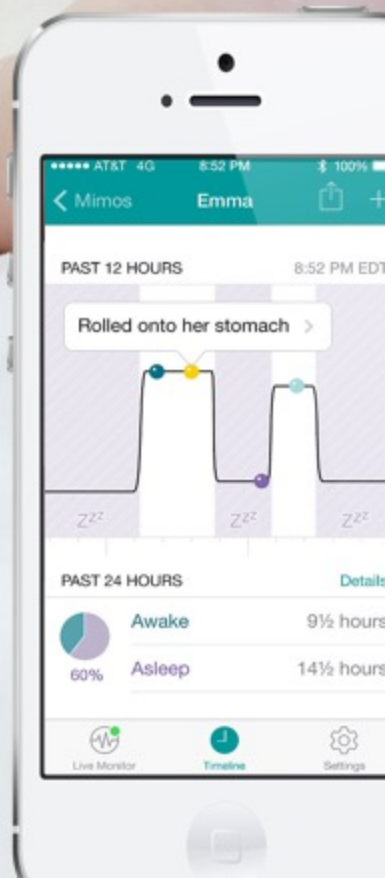 AT&T 4G 8:52 PM 100%
Mimos Emma
PAST 12 HOURS 8:52 PM EDT
Rolled onto her stomach
Zzz Zzz Zzz
PAST 24 HOURS Details
Awake 9½ hours
60% Asleep 14½ hours
Live Monitor Timeline Settings